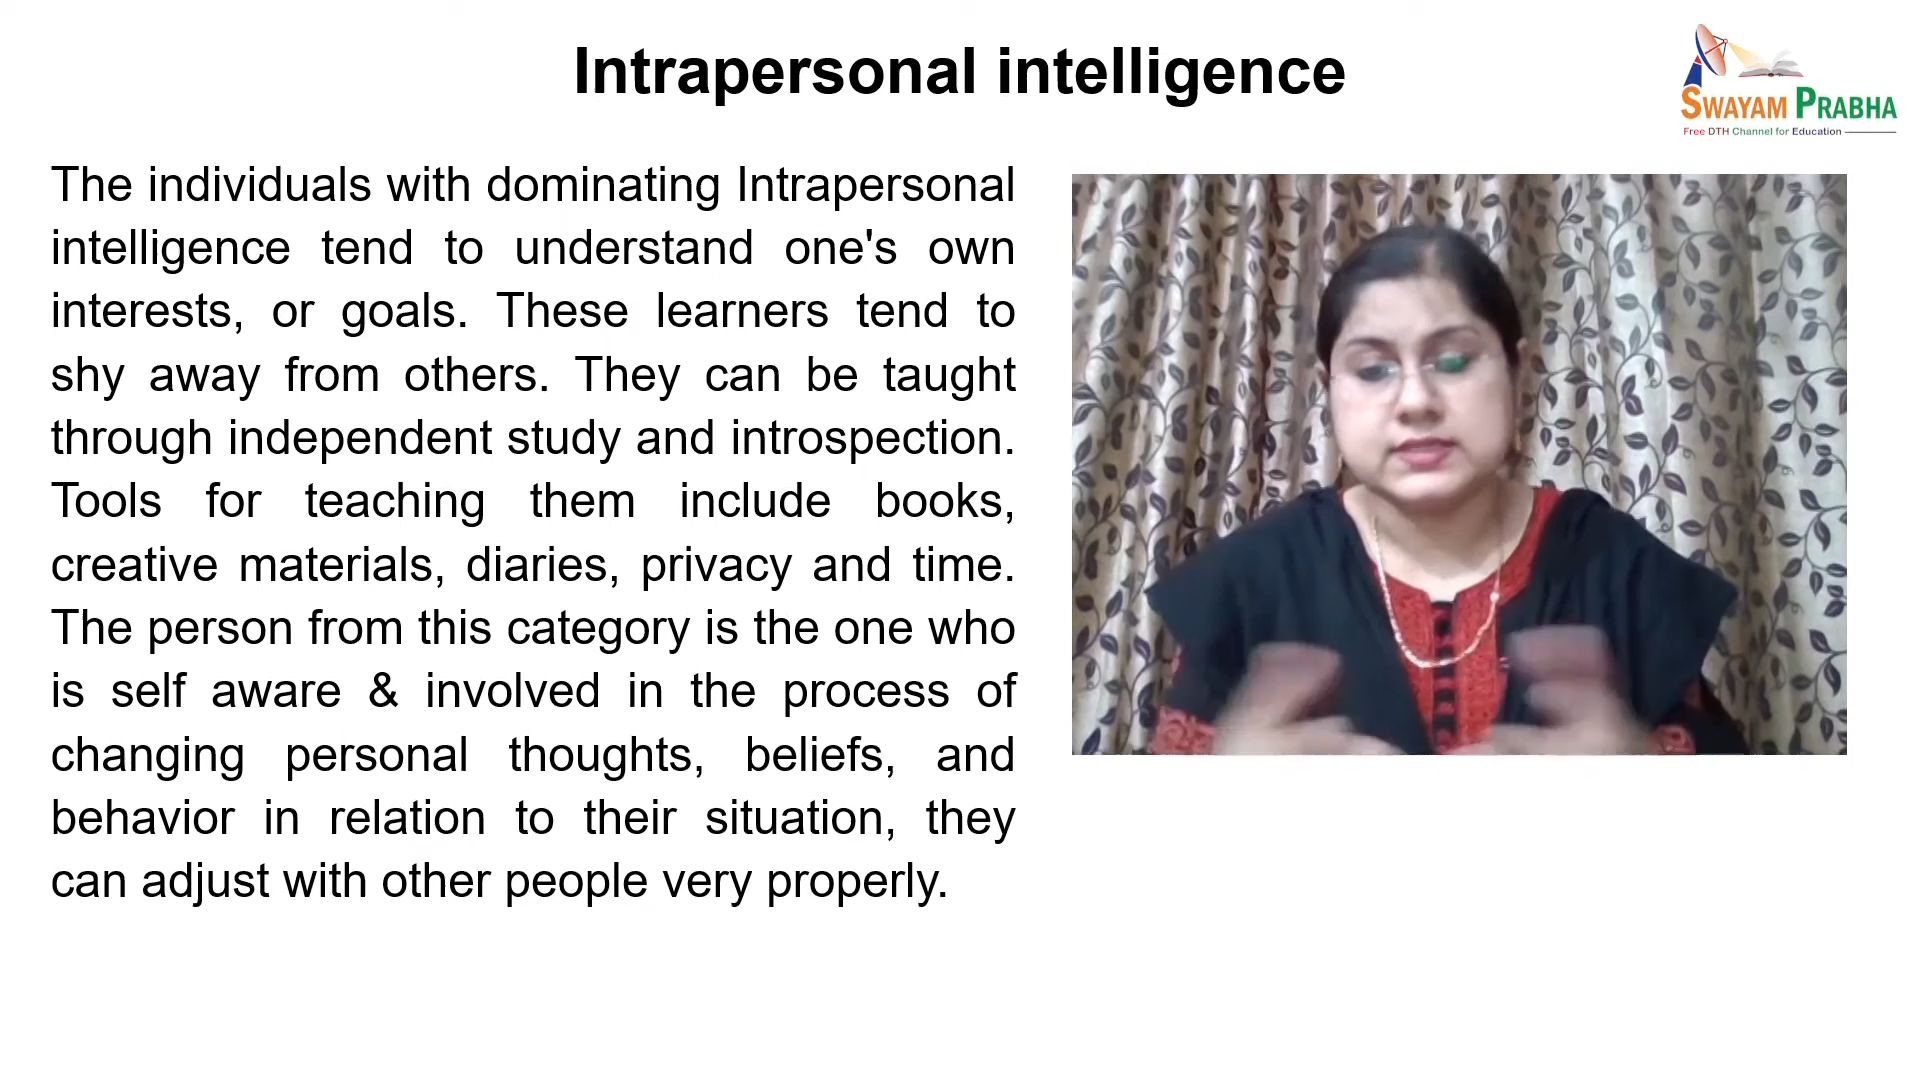 Intrapersonal intelligence
SWAYAM PRABHA
Free DTH Channel for Education
The individuals with dominating Intrapersonal
intelligence tend to understand one's own
interests, or goals. These learners tend to
shy away from others. They can be taught
through independent study and introspection.
Tools for teaching them include books,
creative materials, diaries, privacy and time.
The person from this category is the one who
is self aware & involved in the process of
changing personal thoughts, beliefs, and
behavior in relation to their situation, they
can adjust with other people very properly.